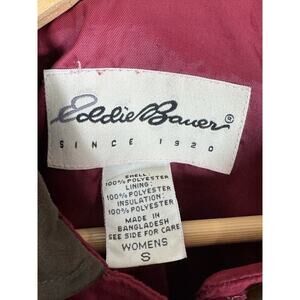 Eddie Bauer®
SINCE 1920
SHELL:
100% POLYESTER
LINING:
100% POLYESTER
INSULATION:
100% POLYESTER
MADE IN
BANGLADESH
SEE SIDE FOR CARE
WOMENS
S